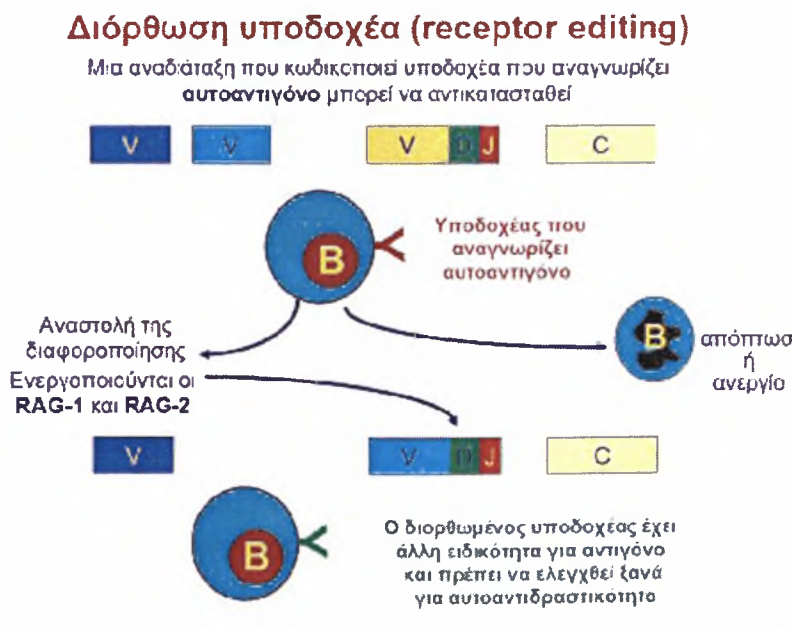 Διόρθωση υποδοχέα (receptor editing)
Μια αναδιάταξη που κωδικοποιεί υποδοχέα που αναγνωρίζει
αυτοαντιγόνο μπορεί να αντικατασταθεί
V V V D J C
B
Υποδοχέας που
αναγνωρίζει
αυτοαντιγόνο
Αναστολή της
διαφοροποίησης
Ενεργοποιούνται οι
RAG-1 και RAG-2
B
απόπτωσ
ή
ανεργία
V V D J C
B
Ο διορθωμένος υποδοχέας έχει
άλλη ειδικότητα για αντιγόνο
και πρέπει να ελεγχθεί ξανά
για αυτοαντιδραστικότητα